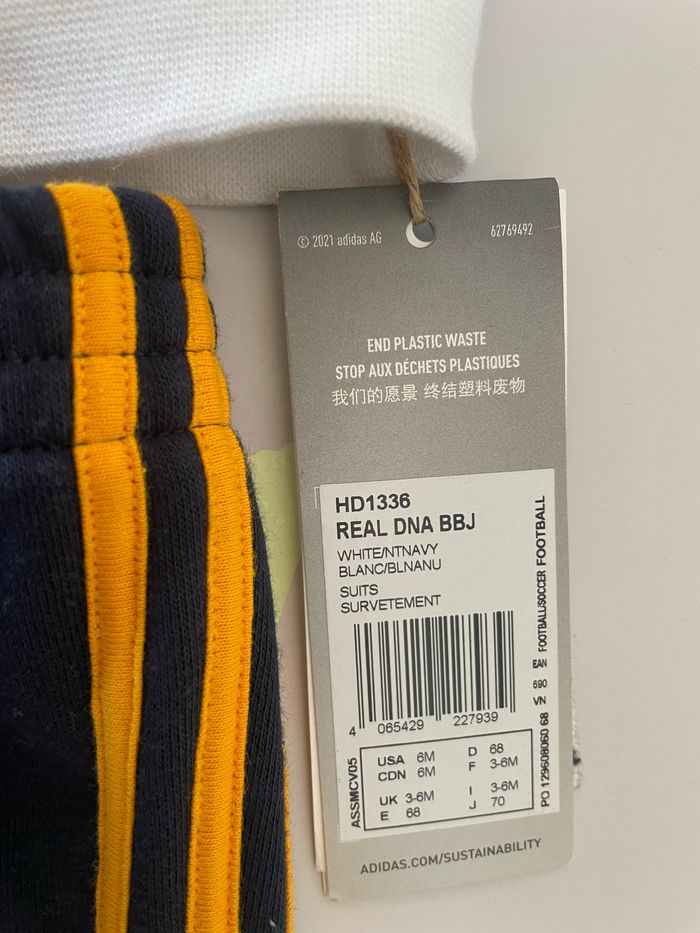 © 2021 adidas AG
62769492
END PLASTIC WASTE
STOP AUX DÉCHETS PLASTIQUES
我们的愿景 终结塑料废物
HD1336
REAL DNA BBJ
WHITE/NTNAVY
BLANC/BLNANU
SUITS
SURVETEMENT
4 065429 227939
ASSMCV05
USA 6M
CDN 6M
UK 3-6M
E 68
D 68
F 3-6M
I 3-6M
J 70
FOOTBALL/SOCCER FOOTBALL
EAN
690
VN
PO 129608060 68
ADIDAS.COM/SUSTAINABILITY